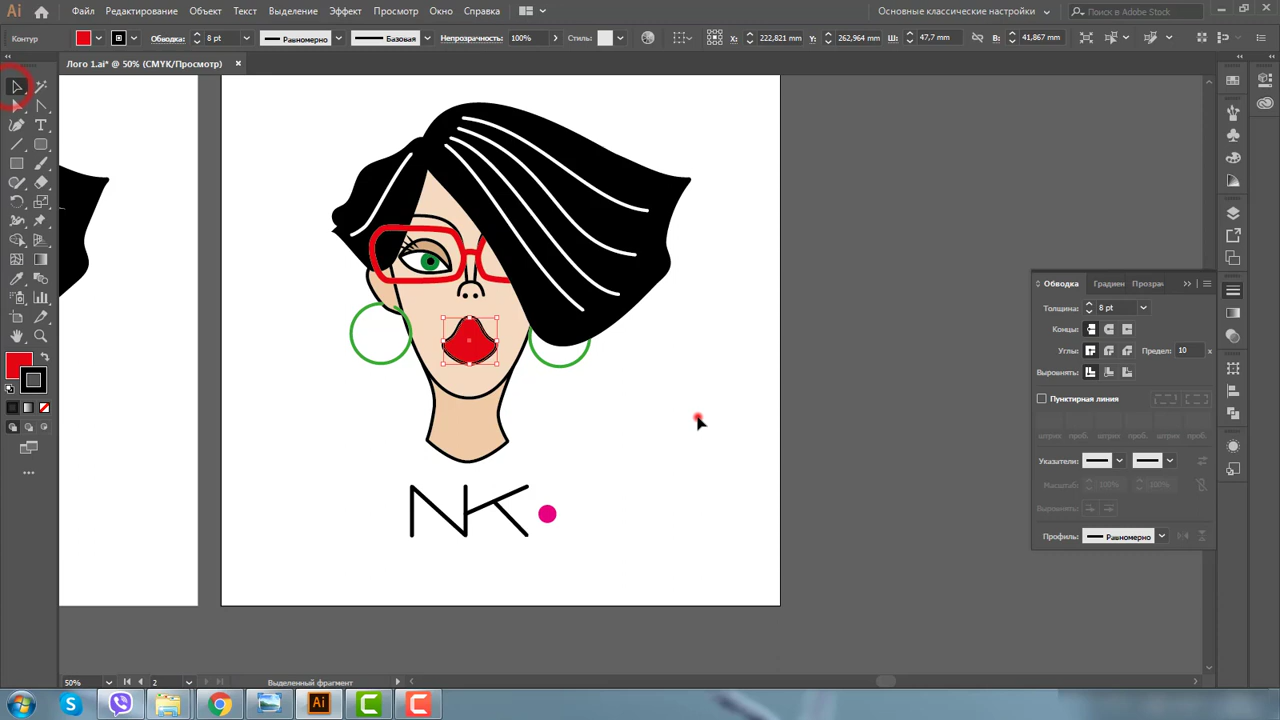 Ai Файл Редактирование Объект Текст Выделение Эффект Просмотр Окно Справка Основные классические настройки Поиск в Adobe Stock
Контур Обводка: 8 pt Равномерно Базовая Непрозрачность: 100% Стиль: X: 222,821 mm Y: 262,964 mm Ш: 47,7 mm В: 41,867 mm
Лого 1.ai* @ 50% (CMYK/Просмотр)
Обводка Градиен Прозрач
Толщина: 8 pt
Концы:
Углы: Предел: 10 x
Выровнять:
Пунктирная линия
штрих проб. штрих проб. штрих проб.
Указатели:
Масштаб: 100% 100%
Выровнять:
Профиль: Равномерно
NK
50% 2 Выделенный фрагмент
S Ai C C